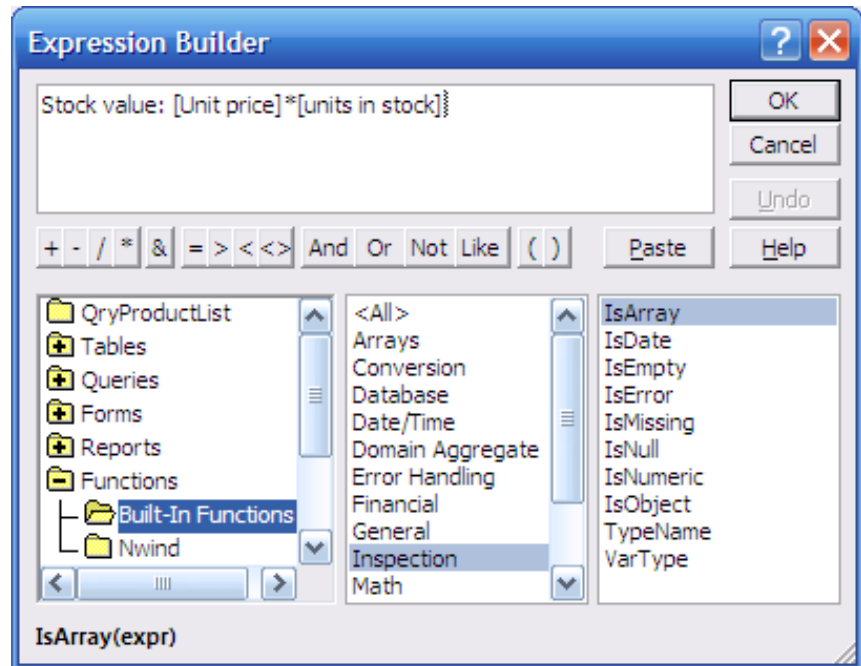 Expression Builder
?
Stock value: [Unit price]*[units in stock]
OK
Cancel
Undo
+ - / * & = > < <> And Or Not Like ( ) Paste Help
QryProductList
Tables
Queries
Forms
Reports
Functions
Built-In Functions
Nwind
<All>
Arrays
Conversion
Database
Date/Time
Domain Aggregate
Error Handling
Financial
General
Inspection
Math
IsArray
IsDate
IsEmpty
IsError
IsMissing
IsNull
IsNumeric
IsObject
TypeName
VarType
IsArray(expr)